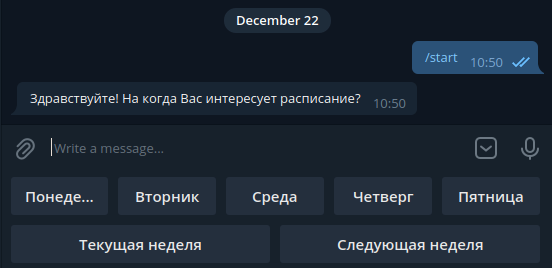 December 22
/start 10:50
Здравствуйте! На когда Вас интересует расписание? 10:50
Write a message...
Понеде... Вторник Среда Четверг Пятница
Текущая неделя Следующая неделя